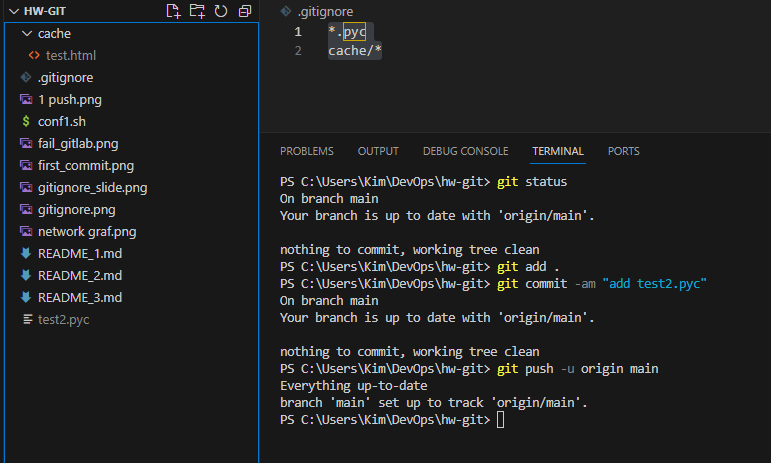 HW-GIT
cache
<> test.html
.gitignore
1 push.png
$ conf1.sh
fail_gitlab.png
first_commit.png
gitignore_slide.png
gitignore.png
network graf.png
README_1.md
README_2.md
README_3.md
test2.pyc
.gitignore
1 *.pyc
2 cache/*
PROBLEMS OUTPUT DEBUG CONSOLE TERMINAL PORTS
PS C:\Users\Kim\DevOps\hw-git> git status
On branch main
Your branch is up to date with 'origin/main'.
nothing to commit, working tree clean
PS C:\Users\Kim\DevOps\hw-git> git add .
PS C:\Users\Kim\DevOps\hw-git> git commit -am "add test2.pyc"
On branch main
Your branch is up to date with 'origin/main'.
nothing to commit, working tree clean
PS C:\Users\Kim\DevOps\hw-git> git push -u origin main
Everything up-to-date
branch 'main' set up to track 'origin/main'.
PS C:\Users\Kim\DevOps\hw-git>